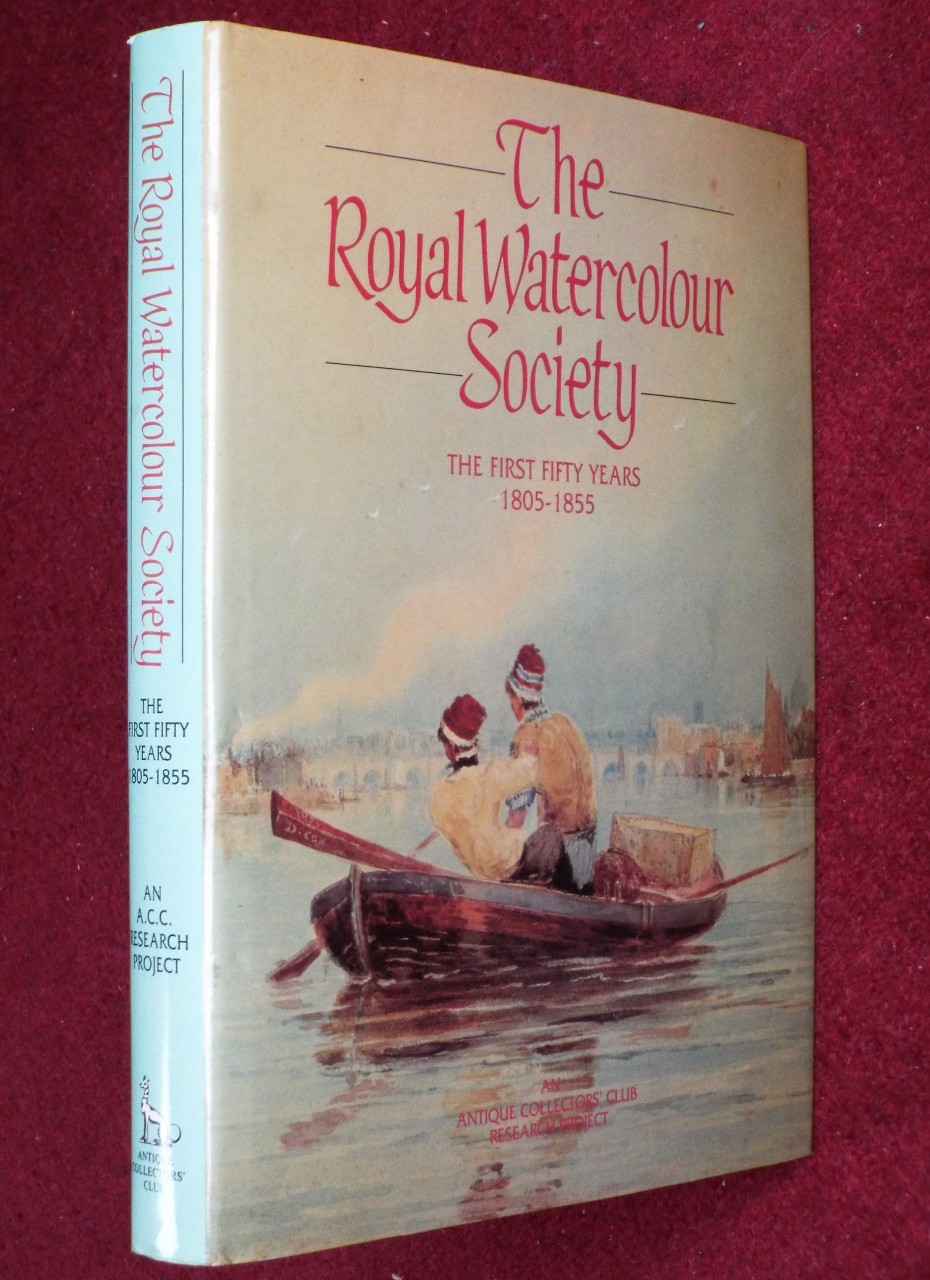 The Royal Watercolour Society
THE
FIRST FIFTY
YEARS
1805-1855
AN
A.C.C.
RESEARCH
PROJECT
ANTIQUE
COLLECTORS'
CLUB
The
Royal Watercolour
Society
THE FIRST FIFTY YEARS
1805-1855
D. Cox
AN
ANTIQUE COLLECTORS' CLUB
RESEARCH PROJECT